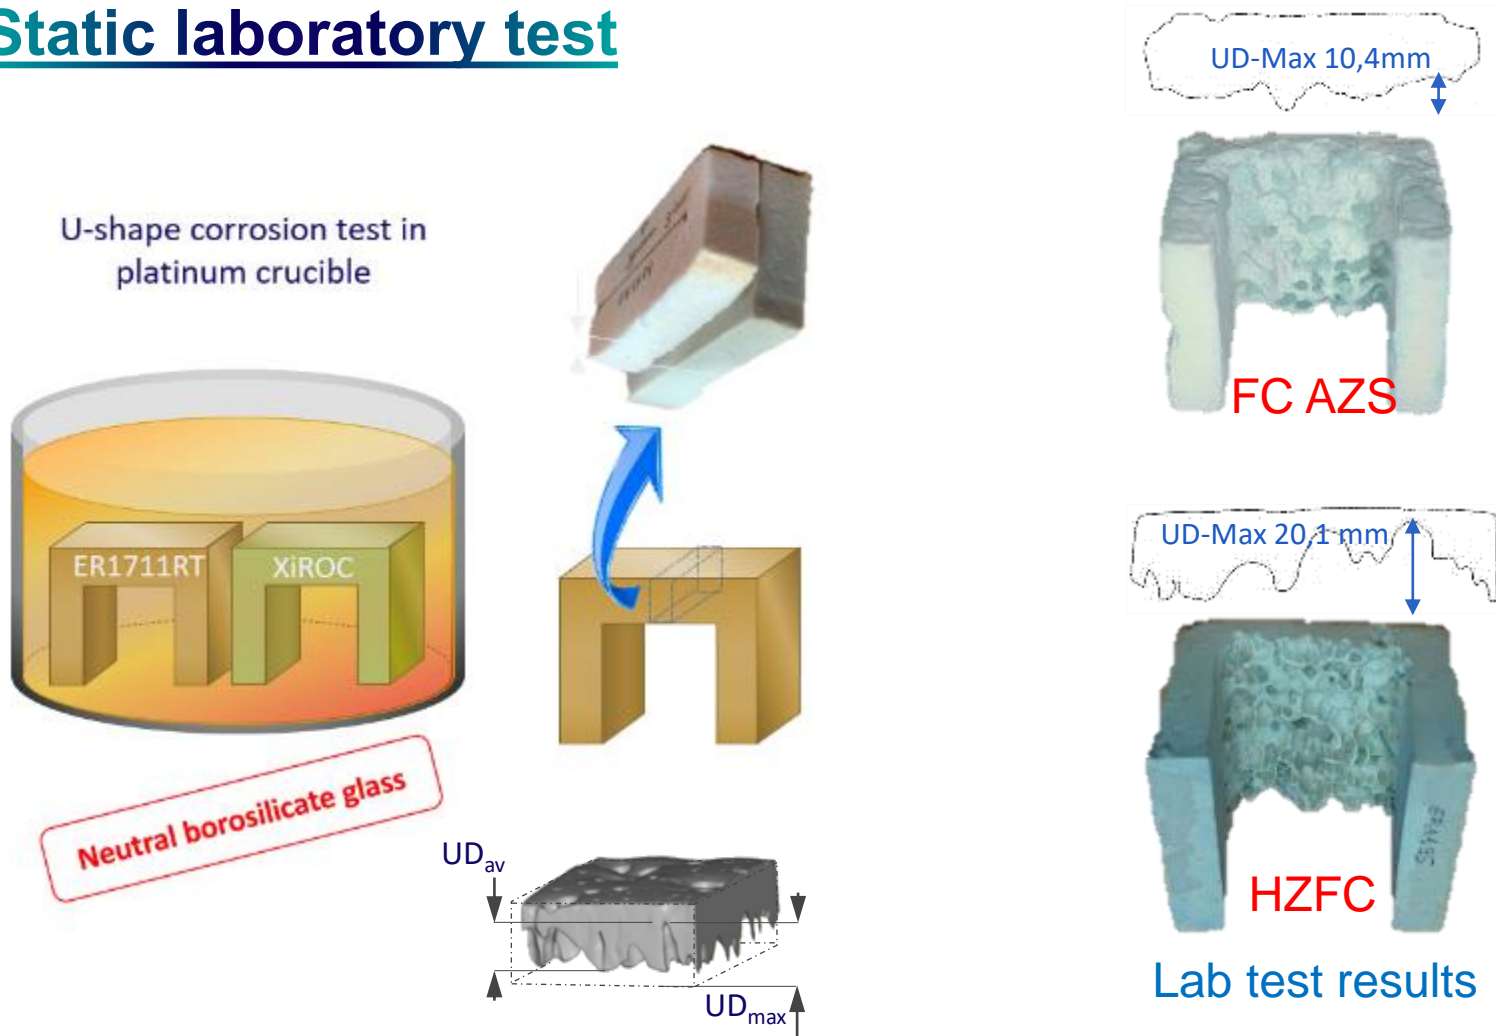 Static laboratory test
U-shape corrosion test in
platinum crucible
ER1711RT
XiROC
Neutral borosilicate glass
UDav
UDmax
UD-Max 10,4mm
FC AZS
UD-Max 20,1 mm
HZFC
Lab test results